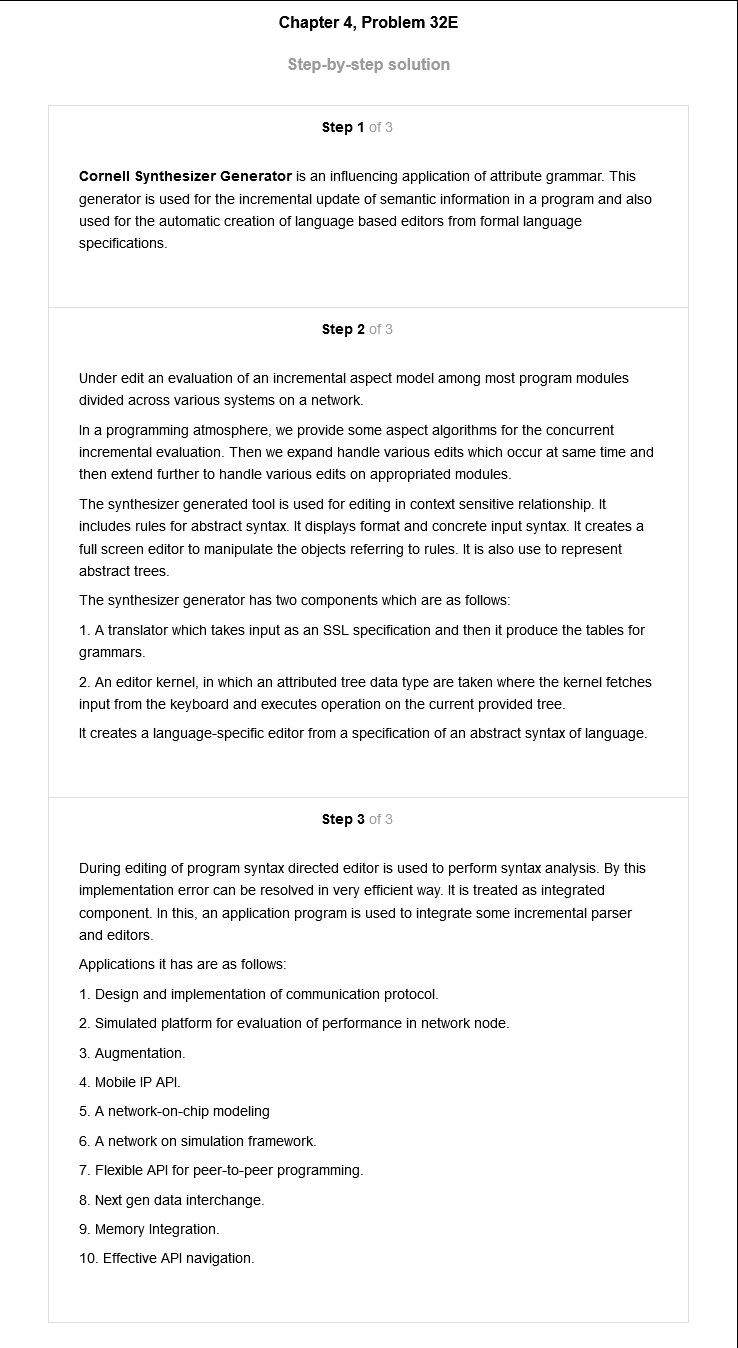 Chapter 4, Problem 32E
Step-by-step solution
Step 1 of 3
Cornell Synthesizer Generator is an influencing application of attribute grammar. This
generator is used for the incremental update of semantic information in a program and also
used for the automatic creation of language based editors from formal language
specifications.
Step 2 of 3
Under edit an evaluation of an incremental aspect model among most program modules
divided across various systems on a network.
In a programming atmosphere, we provide some aspect algorithms for the concurrent
incremental evaluation. Then we expand handle various edits which occur at same time and
then extend further to handle various edits on appropriated modules.
The synthesizer generated tool is used for editing in context sensitive relationship. It
includes rules for abstract syntax. It displays format and concrete input syntax. It creates a
full screen editor to manipulate the objects referring to rules. It is also use to represent
abstract trees.
The synthesizer generator has two components which are as follows:
1. A translator which takes input as an SSL specification and then it produce the tables for
grammars.
2. An editor kernel, in which an attributed tree data type are taken where the kernel fetches
input from the keyboard and executes operation on the current provided tree.
It creates a language-specific editor from a specification of an abstract syntax of language.
Step 3 of 3
During editing of program syntax directed editor is used to perform syntax analysis. By this
implementation error can be resolved in very efficient way. It is treated as integrated
component. In this, an application program is used to integrate some incremental parser
and editors.
Applications it has are as follows:
1. Design and implementation of communication protocol.
2. Simulated platform for evaluation of performance in network node.
3. Augmentation.
4. Mobile IP API.
5. A network-on-chip modeling
6. A network on simulation framework.
7. Flexible API for peer-to-peer programming.
8. Next gen data interchange.
9. Memory Integration.
10. Effective API navigation.